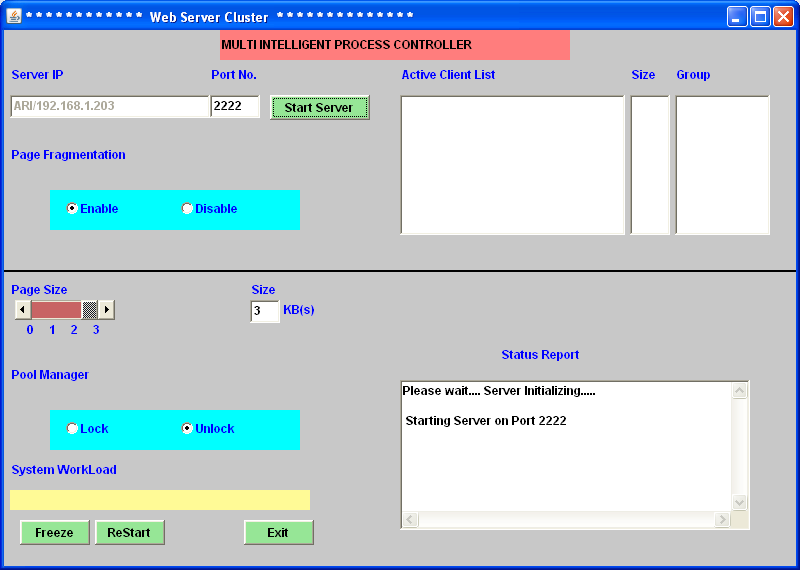 * * * * * * * * * * * * Web Server Cluster * * * * * * * * * * * * * *
MULTI INTELLIGENT PROCESS CONTROLLER
Server IP Port No. Active Client List Size Group
ARI/192.168.1.203 2222 Start Server
Page Fragmentation
Enable Disable
Page Size Size
3 KB(s)
0 1 2 3
Status Report
Pool Manager
Please wait.... Server Initializing.....
Starting Server on Port 2222
Lock Unlock
System WorkLoad
Freeze ReStart Exit